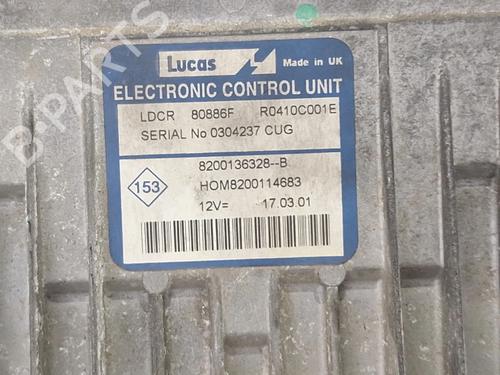 Lucas Made in UK
ELECTRONIC CONTROL UNIT
LDCR 80886F R0410C001E
SERIAL No 0304237 CUG
8200136328--B
153 HOM8200114683
12V= 17.03.01
B-PARTS